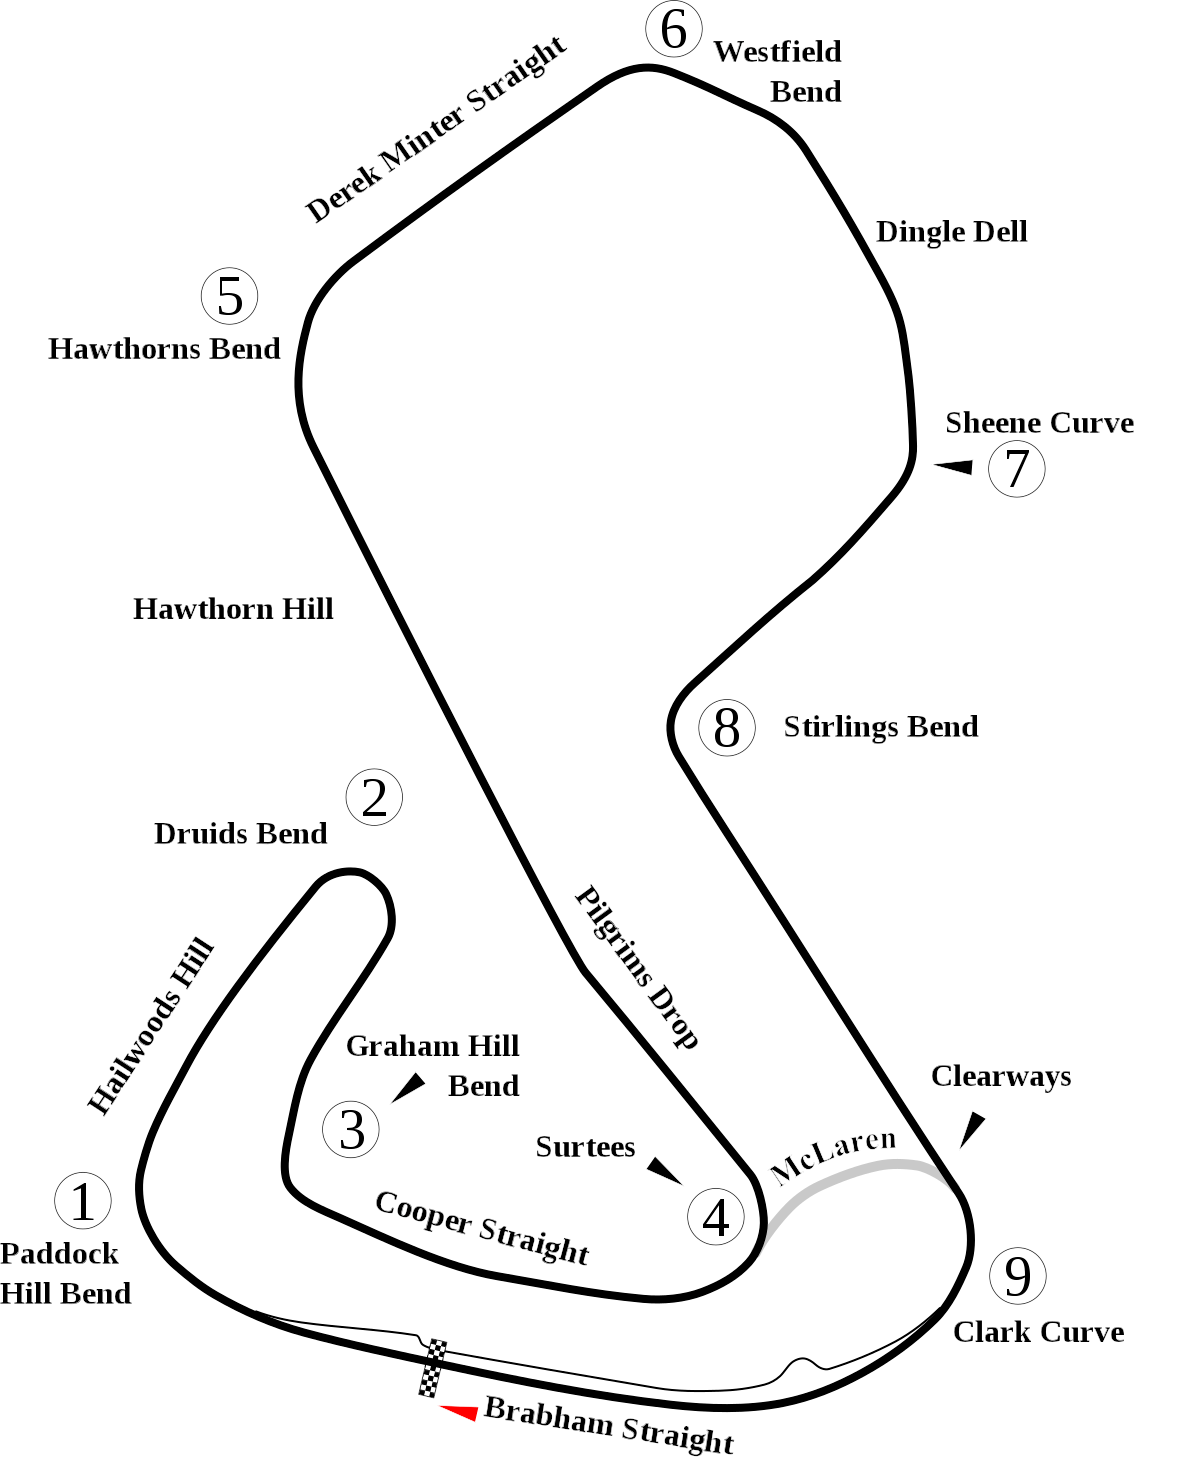 6
Westfield
Bend
Derek Minter Straight
Dingle Dell
5
Hawthorns Bend
Sheene Curve
7
Hawthorn Hill
8
Stirlings Bend
2
Druids Bend
Pilgrims Drop
Hailwoods Hill
Graham Hill
Bend
3
Clearways
Surtees
McLaren
4
1
Paddock
Hill Bend
Cooper Straight
9
Clark Curve
Brabham Straight